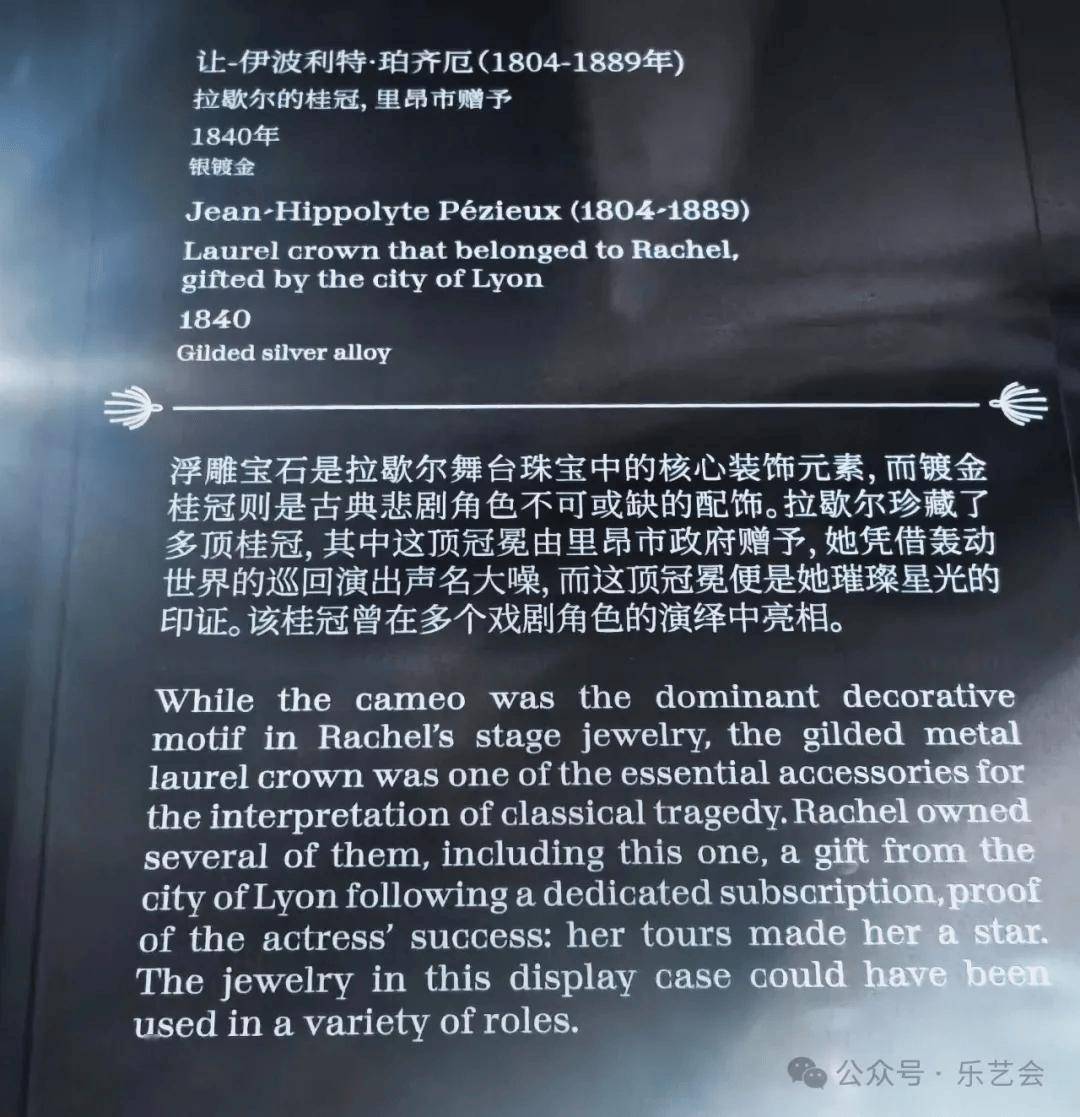 让-伊波利特·珀齐厄(1804-1889年)
拉歇尔的桂冠, 里昂市赠予
1840年
银镀金
Jean-Hippolyte Pézieux (1804-1889)
Laurel crown that belonged to Rachel,
gifted by the city of Lyon
1840
Gilded silver alloy
浮雕宝石是拉歇尔舞台珠宝中的核心装饰元素, 而镀金
桂冠则是古典悲剧角色不可或缺的配饰。拉歇尔珍藏了
多顶桂冠, 其中这顶冠冕由里昂市政府赠予, 她凭借轰动
世界的巡回演出声名大噪, 而这顶冠冕便是她璀璨星光的
印证。该桂冠曾在多个戏剧角色的演绎中亮相。
While the cameo was the dominant decorative
motif in Rachel's stage jewelry, the gilded metal
laurel crown was one of the essential accessories for
the interpretation of classical tragedy. Rachel owned
several of them, including this one, a gift from the
city of Lyon following a dedicated subscription, proof
of the actress' success: her tours made her a star.
The jewelry in this display case could have been
used in a variety of roles.
公众号 · 乐艺会